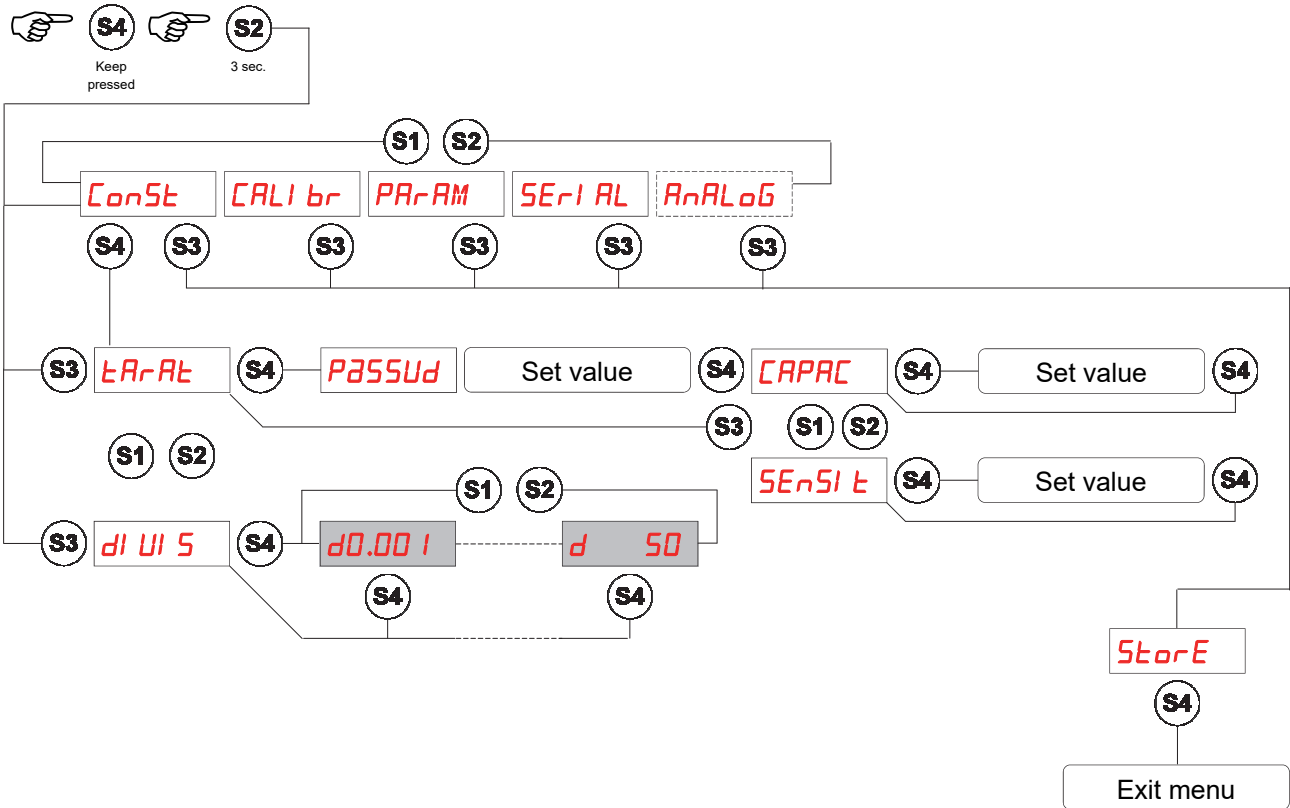 S4 S2
Keep pressed 3 sec.
S1 S2
ConSt CALIbr PArAM SErIAL AnALoG
S4 S3 S3 S3 S3 S3
S3 tArAt S4 PaSSUd Set value S4 CAPAC S4 Set value S4
S3 S1 S2
S1 S2
SEnSIt S4 Set value S4
S1 S2
S3 dIUIS S4 d0.001 d 50
S4 S4
StorE
S4
Exit menu